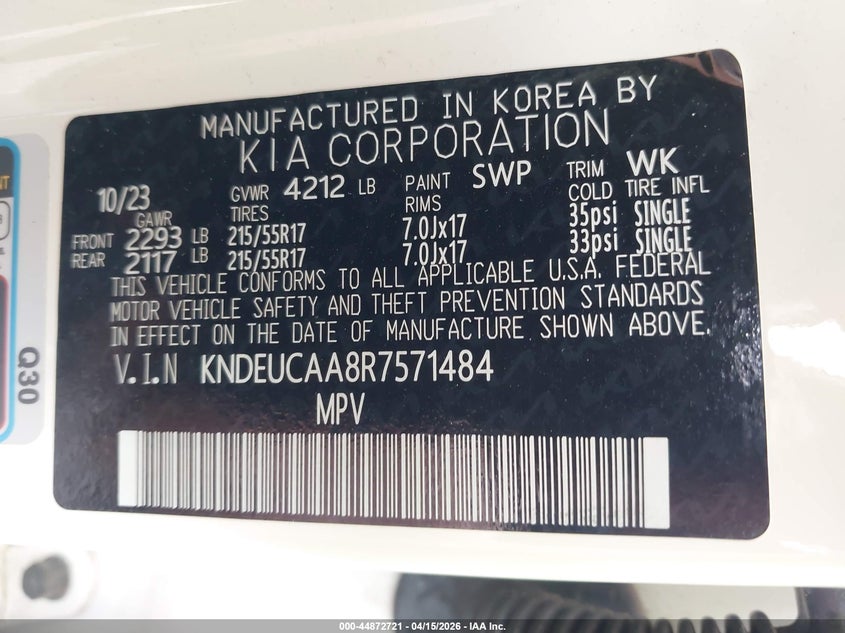 MANUFACTURED IN KOREA BY
KIA CORPORATION
10/23 GVWR 4212 LB PAINT SWP TRIM WK
GAWR TIRES RIMS COLD TIRE INFL
FRONT 2293 LB 215/55R17 7.0Jx17 35psi SINGLE
REAR 2117 LB 215/55R17 7.0Jx17 33psi SINGLE
THIS VEHICLE CONFORMS TO ALL APPLICABLE U.S.A. FEDERAL
MOTOR VEHICLE SAFETY AND THEFT PREVENTION STANDARDS
IN EFFECT ON THE DATE OF MANUFACTURE SHOWN ABOVE.
V.I.N KNDEUCAA8R7571484
MPV
Q30
000-44872721 - 04/15/2026 - IAA Inc.